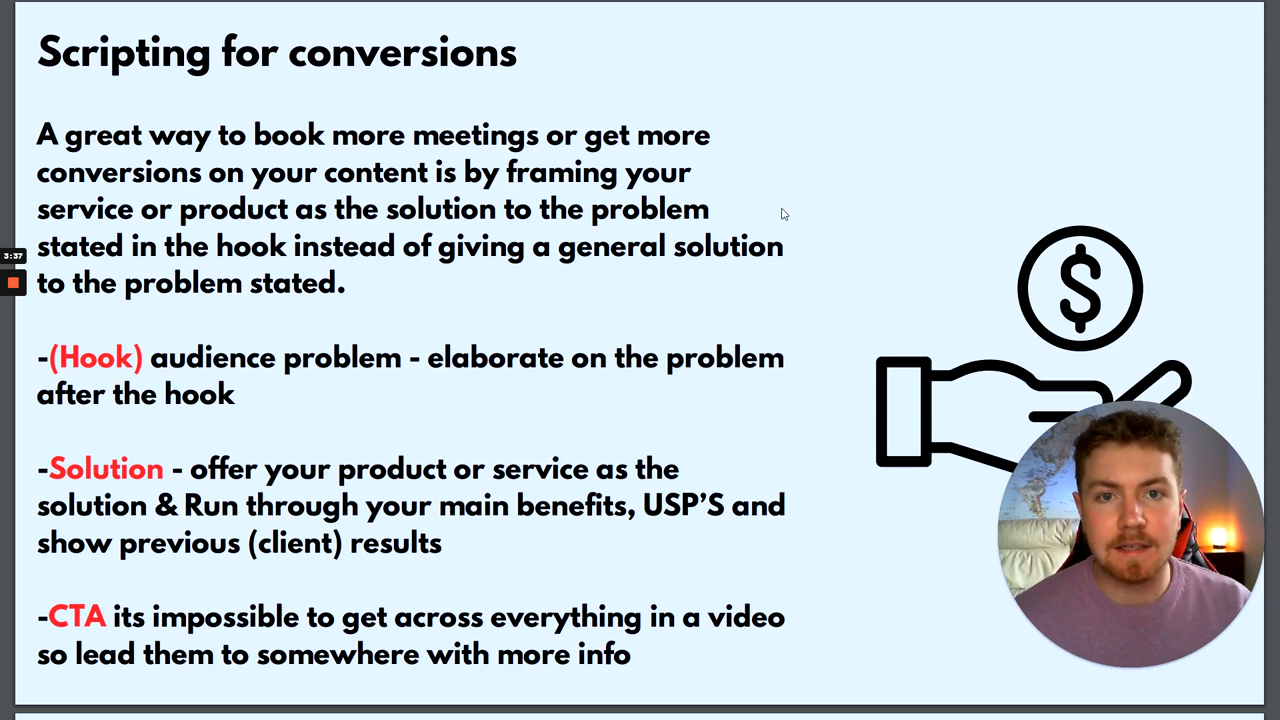 Scripting for conversions
A great way to book more meetings or get more
conversions on your content is by framing your
service or product as the solution to the problem
stated in the hook instead of giving a general solution
to the problem stated.
3:37
-(Hook) audience problem - elaborate on the problem
after the hook
-Solution - offer your product or service as the
solution & Run through your main benefits, USP’S and
show previous (client) results
-CTA its impossible to get across everything in a video
so lead them to somewhere with more info
$